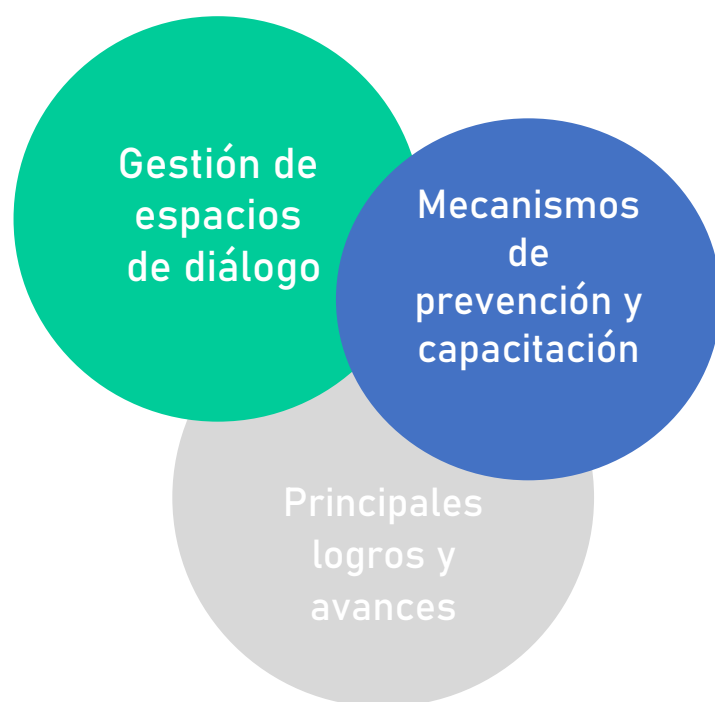 Gestión de
espacios
de diálogo
Mecanismos
de
prevención y
capacitación
Principales
logros y
avances